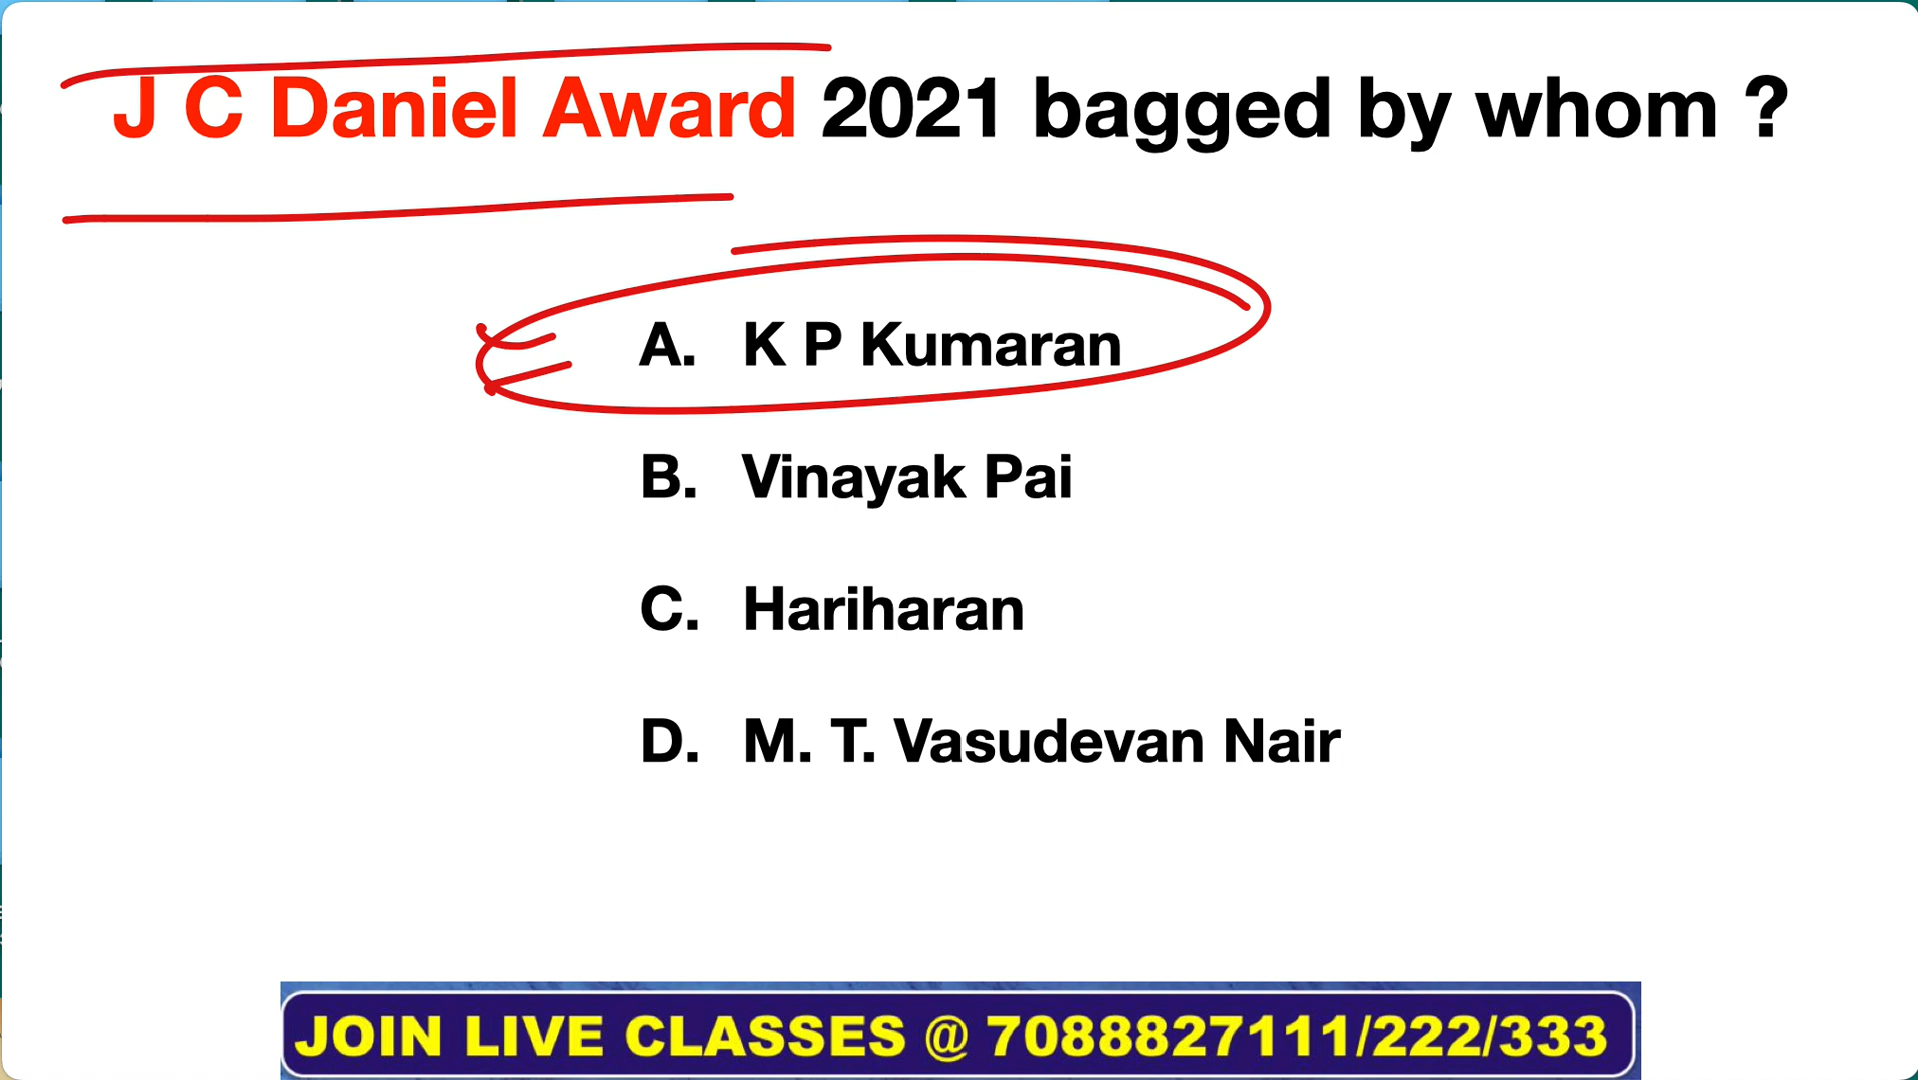 J C Daniel Award 2021 bagged by whom ?
A. K P Kumaran
B. Vinayak Pai
C. Hariharan
D. M. T. Vasudevan Nair
JOIN LIVE CLASSES @ 7088827111/222/333